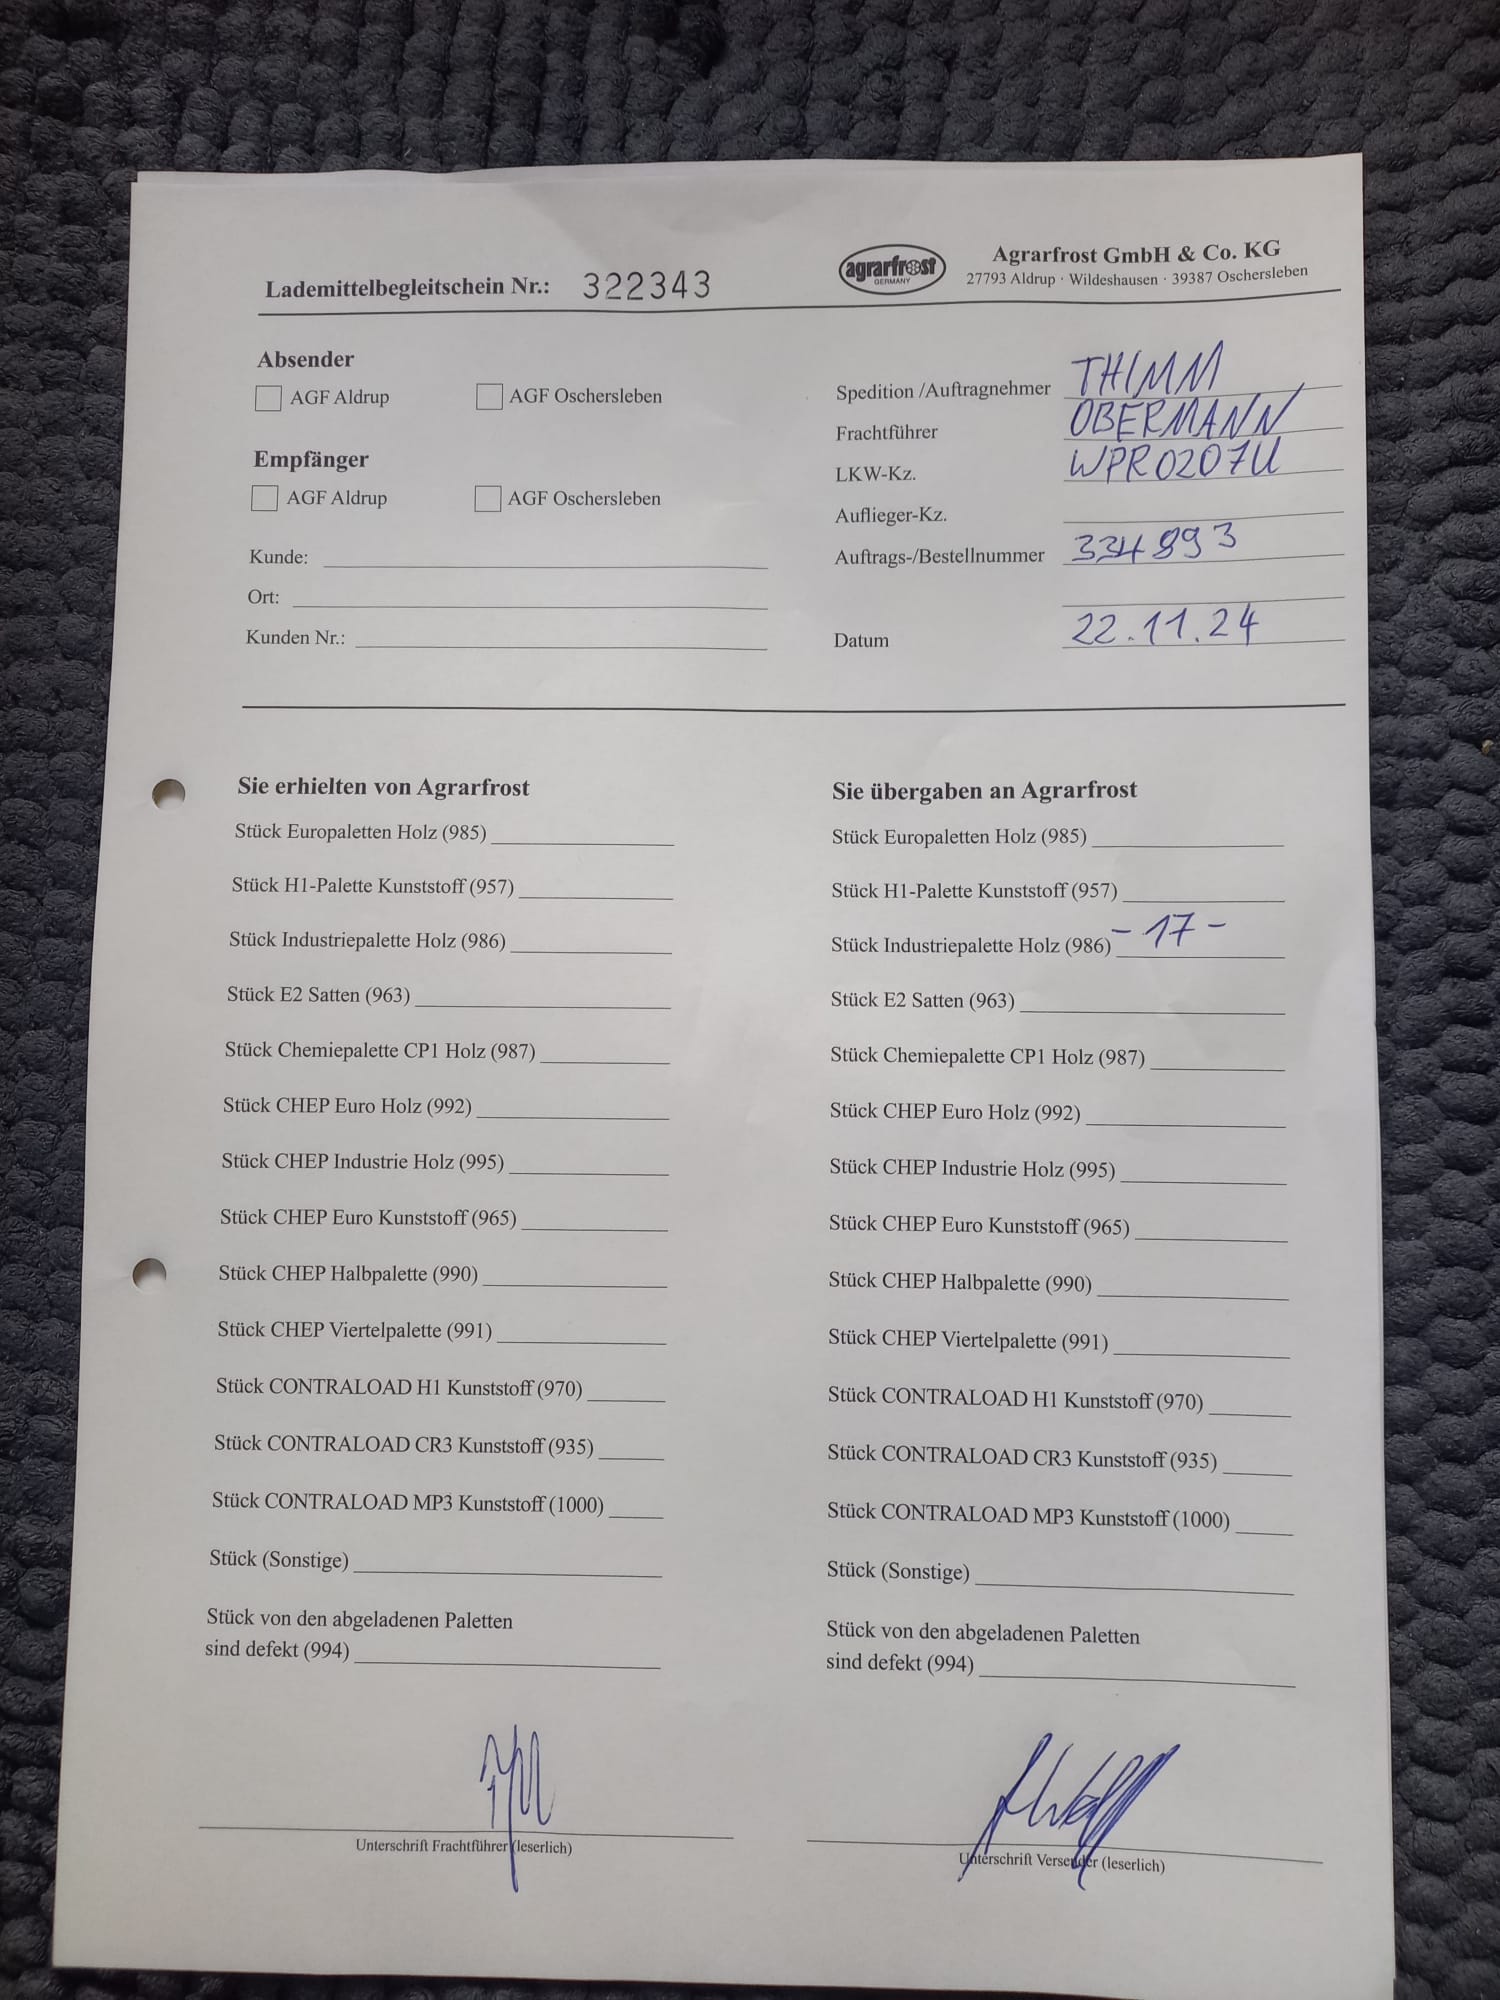 Lademittelbegleitschein Nr.: 322343
agrarfrost
GERMANY
Agrarfrost GmbH & Co. KG
27793 Aldrup · Wildeshausen · 39387 Oschersleben
Absender
AGF Aldrup AGF Oschersleben
Empfänger
AGF Aldrup AGF Oschersleben
Kunde:
Ort:
Kunden Nr.:
Spedition /Auftragnehmer THIMM
Frachtführer OBERMANN
LKW-Kz. WPR0207U
Auflieger-Kz.
Auftrags-/Bestellnummer 334893
Datum 22.11.24
Sie erhielten von Agrarfrost
Stück Europaletten Holz (985)
Stück H1-Palette Kunststoff (957)
Stück Industriepalette Holz (986)
Stück E2 Satten (963)
Stück Chemiepalette CP1 Holz (987)
Stück CHEP Euro Holz (992)
Stück CHEP Industrie Holz (995)
Stück CHEP Euro Kunststoff (965)
Stück CHEP Halbpalette (990)
Stück CHEP Viertelpalette (991)
Stück CONTRALOAD H1 Kunststoff (970)
Stück CONTRALOAD CR3 Kunststoff (935)
Stück CONTRALOAD MP3 Kunststoff (1000)
Stück (Sonstige)
Stück von den abgeladenen Paletten
sind defekt (994)
Unterschrift Frachtführer (leserlich)
Sie übergaben an Agrarfrost
Stück Europaletten Holz (985)
Stück H1-Palette Kunststoff (957)
Stück Industriepalette Holz (986) - 17 -
Stück E2 Satten (963)
Stück Chemiepalette CP1 Holz (987)
Stück CHEP Euro Holz (992)
Stück CHEP Industrie Holz (995)
Stück CHEP Euro Kunststoff (965)
Stück CHEP Halbpalette (990)
Stück CHEP Viertelpalette (991)
Stück CONTRALOAD H1 Kunststoff (970)
Stück CONTRALOAD CR3 Kunststoff (935)
Stück CONTRALOAD MP3 Kunststoff (1000)
Stück (Sonstige)
Stück von den abgeladenen Paletten
sind defekt (994)
Unterschrift Versender (leserlich)